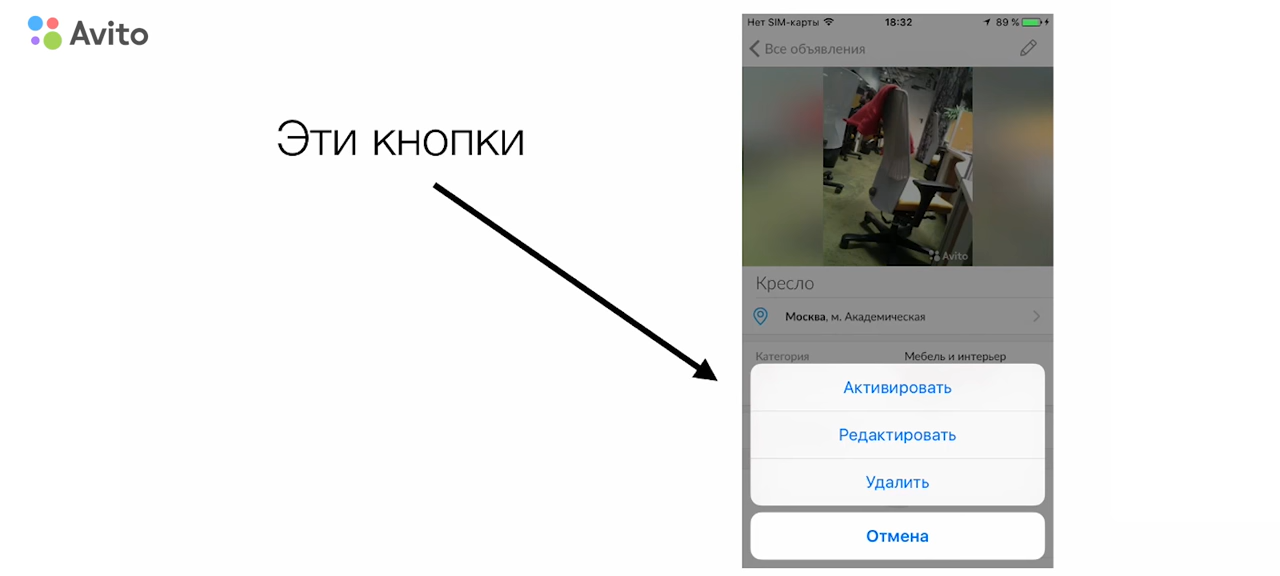 Avito
Эти кнопки
Нет SIM-карты 18:32 89 %
Все объявления
Avito
Кресло
Москва, м. Академическая
Категория Мебель и интерьер
Активировать
Редактировать
Удалить
Отмена